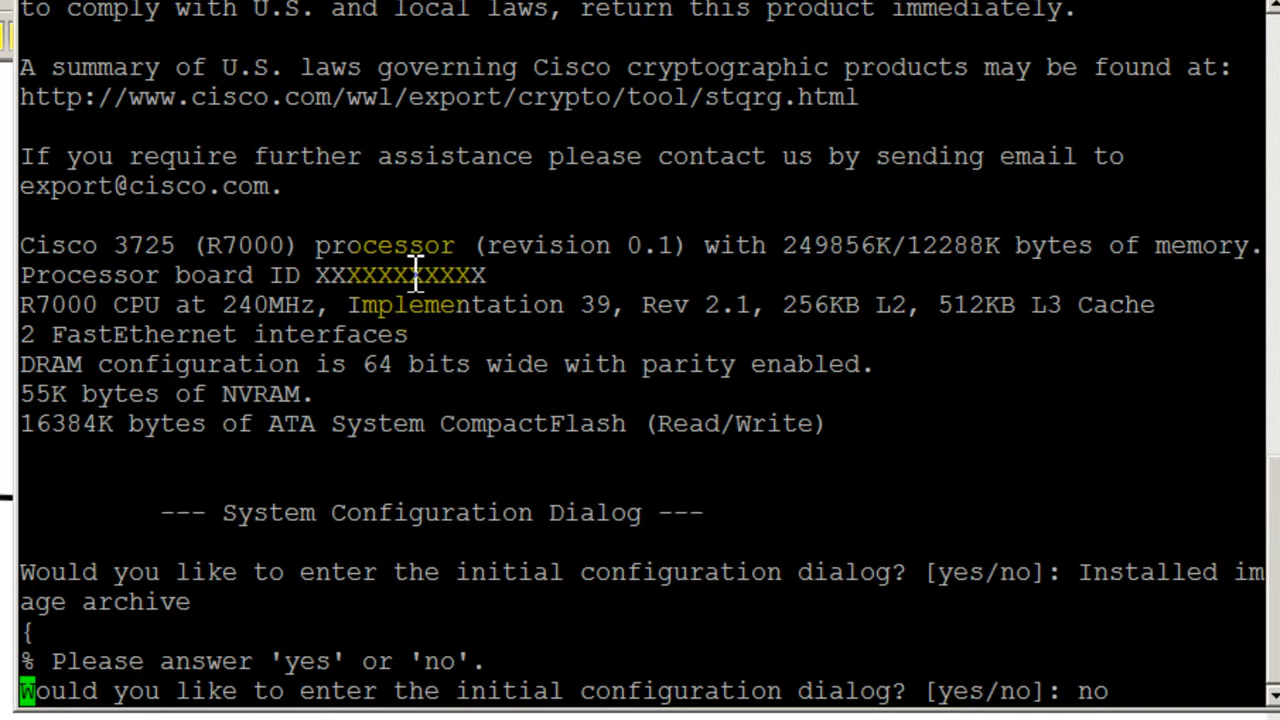 to comply with U.S. and local laws, return this product immediately.
A summary of U.S. laws governing Cisco cryptographic products may be found at:
http://www.cisco.com/wwl/export/crypto/tool/stqrg.html
If you require further assistance please contact us by sending email to
export@cisco.com.
Cisco 3725 (R7000) processor (revision 0.1) with 249856K/12288K bytes of memory.
Processor board ID XXXXXXXXXXX
R7000 CPU at 240MHz, Implementation 39, Rev 2.1, 256KB L2, 512KB L3 Cache
2 FastEthernet interfaces
DRAM configuration is 64 bits wide with parity enabled.
55K bytes of NVRAM.
16384K bytes of ATA System CompactFlash (Read/Write)
--- System Configuration Dialog ---
Would you like to enter the initial configuration dialog? [yes/no]: Installed im
age archive
{
% Please answer 'yes' or 'no'.
Would you like to enter the initial configuration dialog? [yes/no]: no